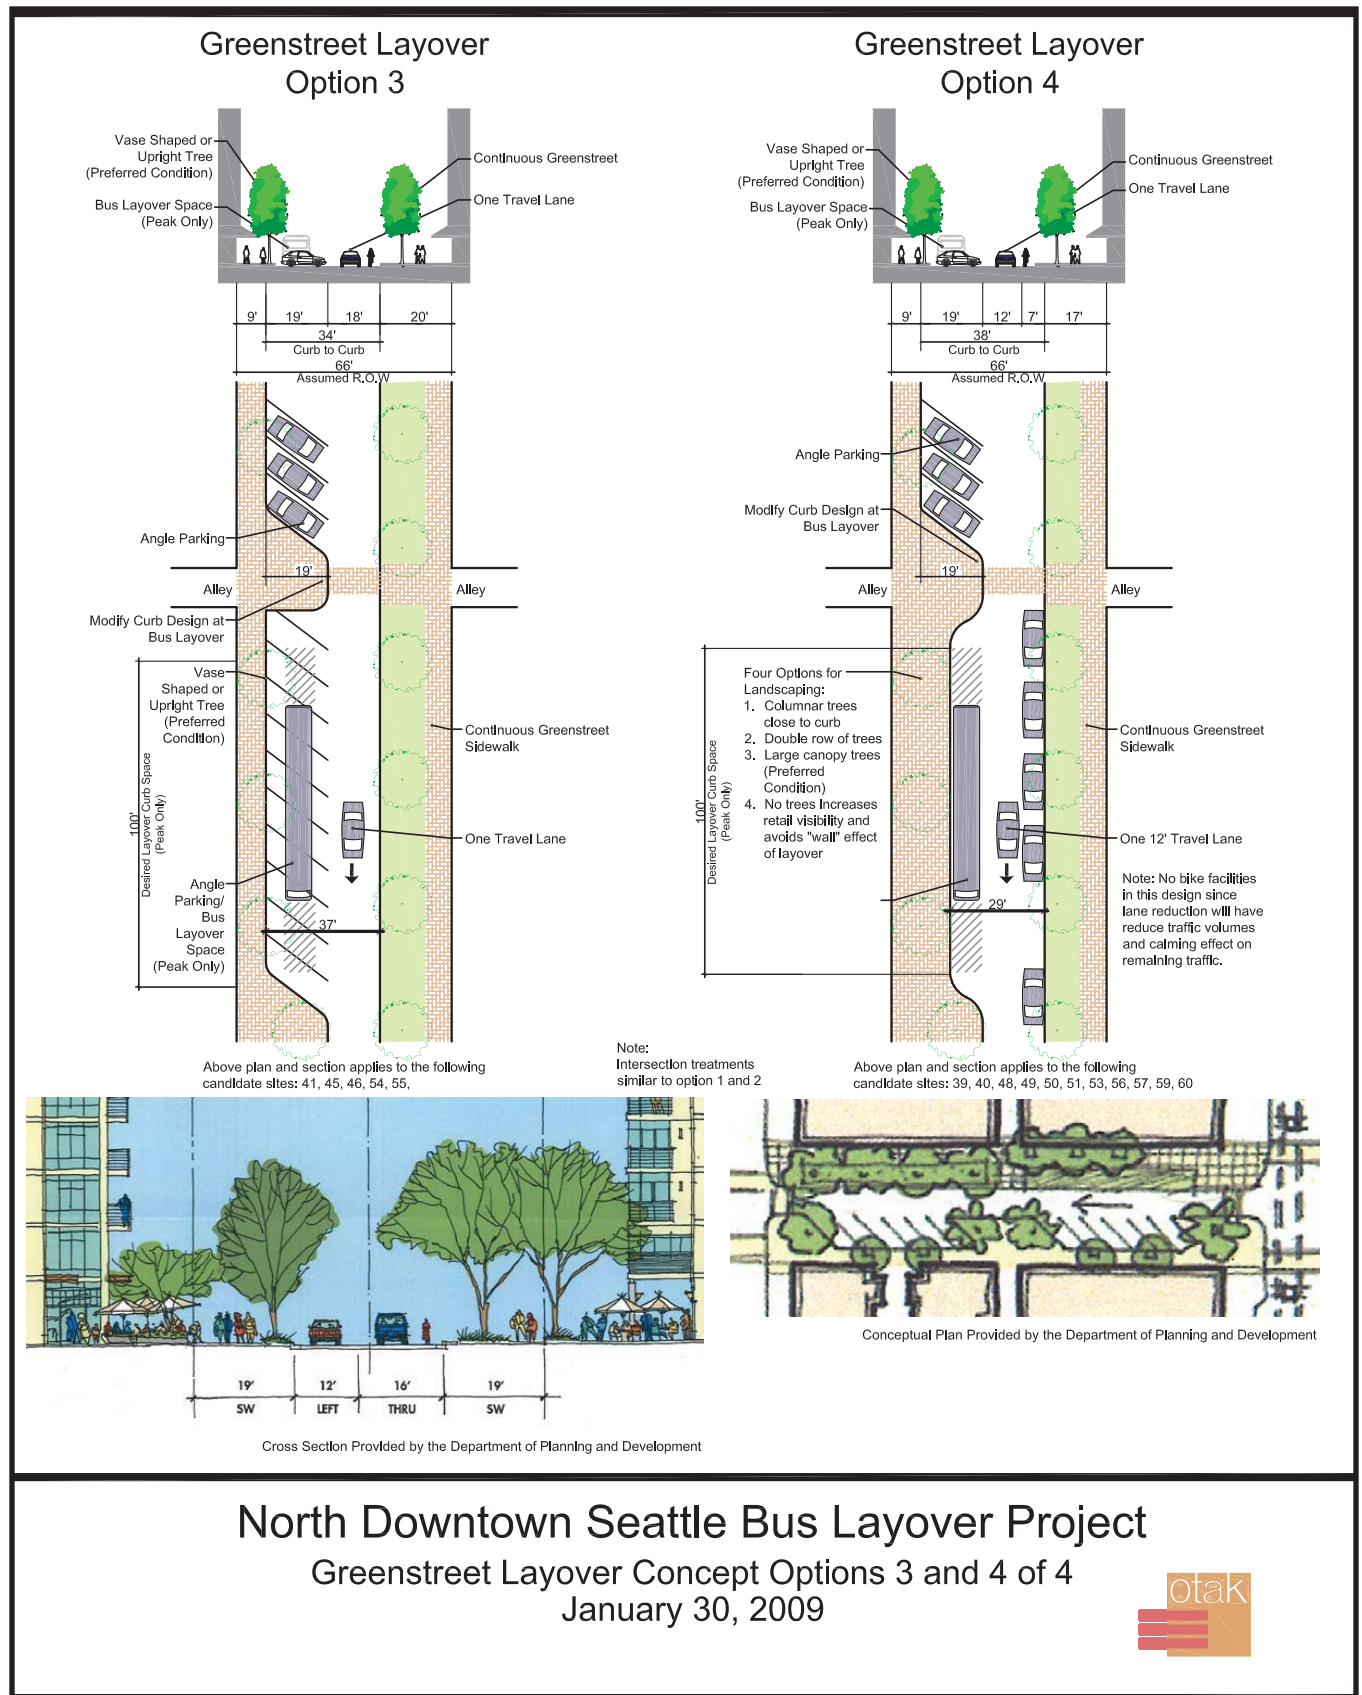 Greenstreet Layover
Option 3
Vase Shaped or
Upright Tree
(Preferred Condition)
Bus Layover Space
(Peak Only)
Continuous Greenstreet
One Travel Lane
9'
19'
18'
20'
34'
Curb to Curb
66'
Assumed R.O.W
Angle Parking
19'
Alley
Alley
Modify Curb Design at
Bus Layover
100'
Desired Layover Curb Space
(Peak Only)
Vase
Shaped or
Upright Tree
(Preferred
Condition)
Continuous Greenstreet
Sidewalk
One Travel Lane
Angle
Parking/
Bus
Layover
Space
(Peak Only)
37'
Above plan and section applies to the following
candidate sites: 41, 45, 46, 54, 55,
Note:
Intersection treatments
similar to option 1 and 2
Greenstreet Layover
Option 4
Vase Shaped or
Upright Tree
(Preferred Condition)
Bus Layover Space
(Peak Only)
Continuous Greenstreet
One Travel Lane
9'
19'
12'
7'
17'
38'
Curb to Curb
66'
Assumed R.O.W
Angle Parking
Modify Curb Design at
Bus Layover
19'
Alley
Alley
100'
Desired Layover Curb Space
(Peak Only)
Four Options for
Landscaping:
1. Columnar trees
close to curb
2. Double row of trees
3. Large canopy trees
(Preferred
Condition)
4. No trees increases
retail visibility and
avoids "wall" effect
of layover
Continuous Greenstreet
Sidewalk
One 12' Travel Lane
Note: No bike facilities
in this design since
lane reduction will have
reduce traffic volumes
and calming effect on
remaining traffic.
29'
Above plan and section applies to the following
candidate sites: 39, 40, 48, 49, 50, 51, 53, 56, 57, 59, 60
19'
12'
16'
19'
SW
LEFT
THRU
SW
Cross Section Provided by the Department of Planning and Development
Conceptual Plan Provided by the Department of Planning and Development
North Downtown Seattle Bus Layover Project
Greenstreet Layover Concept Options 3 and 4 of 4
January 30, 2009
otak